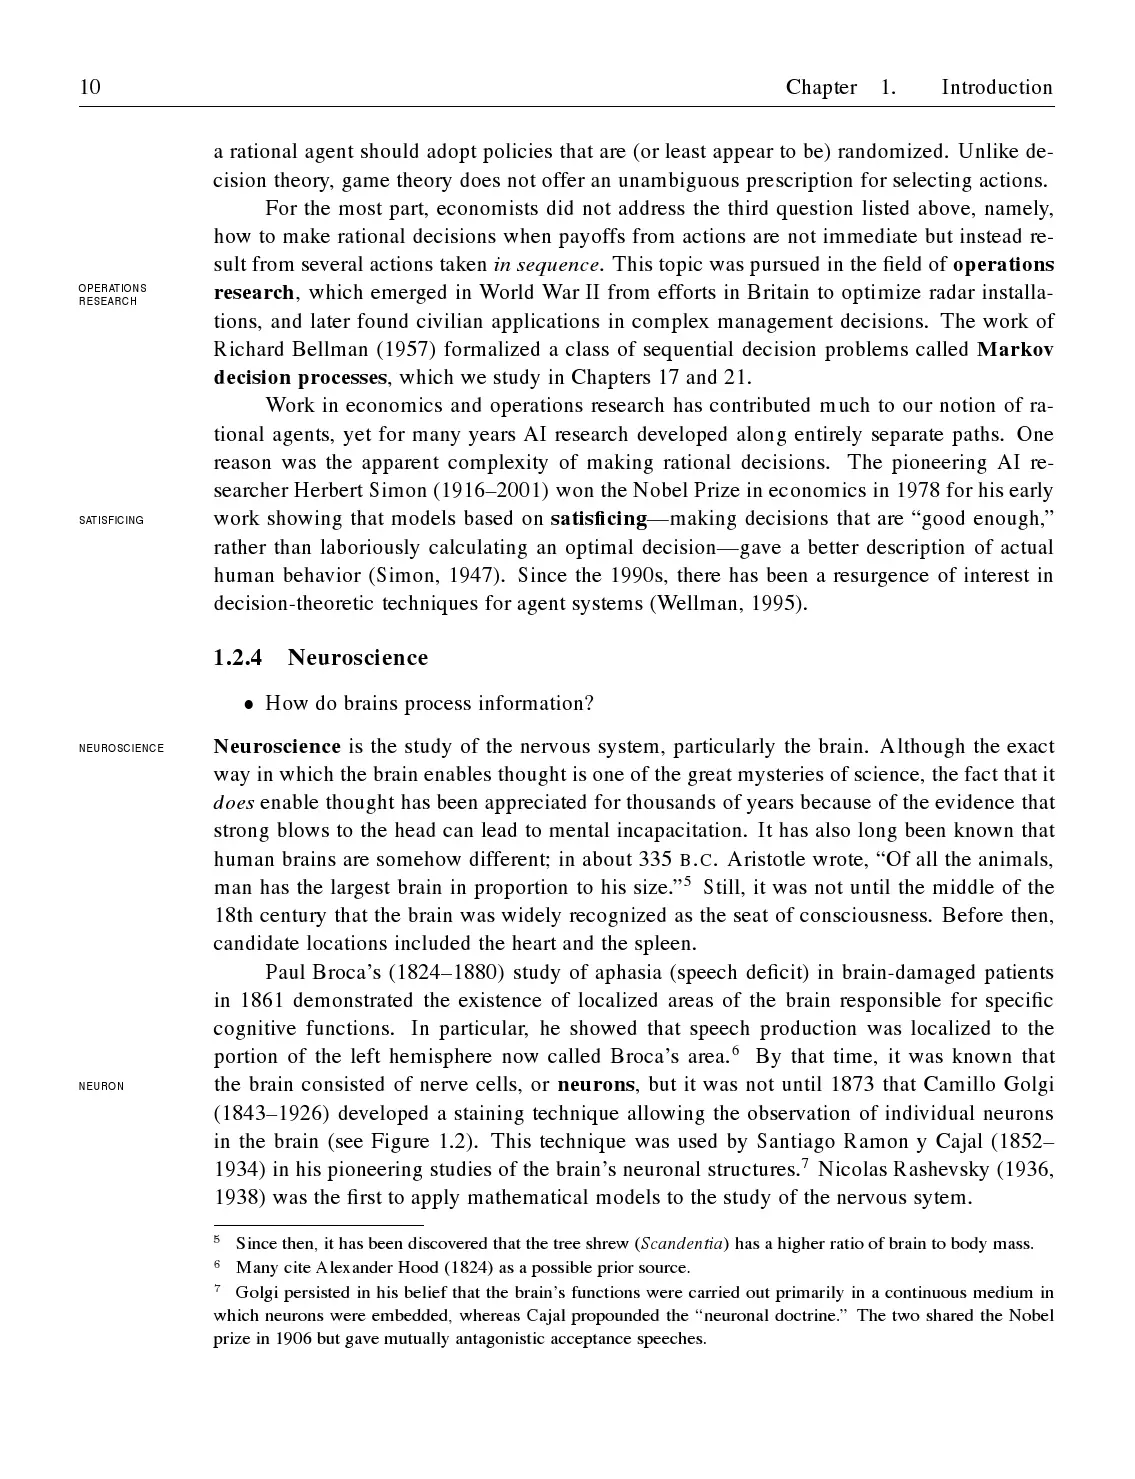 10 Chapter 1. Introduction
a rational agent should adopt policies that are (or least appear to be) randomized. Unlike de-
cision theory, game theory does not offer an unambiguous prescription for selecting actions.
For the most part, economists did not address the third question listed above, namely,
how to make rational decisions when payoffs from actions are not immediate but instead re-
sult from several actions taken in sequence. This topic was pursued in the field of operations
OPERATIONS
RESEARCH
research, which emerged in World War II from efforts in Britain to optimize radar installa-
tions, and later found civilian applications in complex management decisions. The work of
Richard Bellman (1957) formalized a class of sequential decision problems called Markov
decision processes, which we study in Chapters 17 and 21.
Work in economics and operations research has contributed much to our notion of ra-
tional agents, yet for many years AI research developed along entirely separate paths. One
reason was the apparent complexity of making rational decisions. The pioneering AI re-
searcher Herbert Simon (1916–2001) won the Nobel Prize in economics in 1978 for his early
SATISFICING
work showing that models based on satisficing—making decisions that are “good enough,”
rather than laboriously calculating an optimal decision—gave a better description of actual
human behavior (Simon, 1947). Since the 1990s, there has been a resurgence of interest in
decision-theoretic techniques for agent systems (Wellman, 1995).
1.2.4 Neuroscience
• How do brains process information?
NEUROSCIENCE
Neuroscience is the study of the nervous system, particularly the brain. Although the exact
way in which the brain enables thought is one of the great mysteries of science, the fact that it
does enable thought has been appreciated for thousands of years because of the evidence that
strong blows to the head can lead to mental incapacitation. It has also long been known that
human brains are somehow different; in about 335 B.C. Aristotle wrote, “Of all the animals,
man has the largest brain in proportion to his size.”5 Still, it was not until the middle of the
18th century that the brain was widely recognized as the seat of consciousness. Before then,
candidate locations included the heart and the spleen.
Paul Broca’s (1824–1880) study of aphasia (speech deficit) in brain-damaged patients
in 1861 demonstrated the existence of localized areas of the brain responsible for specific
cognitive functions. In particular, he showed that speech production was localized to the
portion of the left hemisphere now called Broca’s area.6 By that time, it was known that
NEURON
the brain consisted of nerve cells, or neurons, but it was not until 1873 that Camillo Golgi
(1843–1926) developed a staining technique allowing the observation of individual neurons
in the brain (see Figure 1.2). This technique was used by Santiago Ramon y Cajal (1852–
1934) in his pioneering studies of the brain’s neuronal structures.7 Nicolas Rashevsky (1936,
1938) was the first to apply mathematical models to the study of the nervous sytem.
5 Since then, it has been discovered that the tree shrew (Scandentia) has a higher ratio of brain to body mass.
6 Many cite Alexander Hood (1824) as a possible prior source.
7 Golgi persisted in his belief that the brain’s functions were carried out primarily in a continuous medium in
which neurons were embedded, whereas Cajal propounded the “neuronal doctrine.” The two shared the Nobel
prize in 1906 but gave mutually antagonistic acceptance speeches.